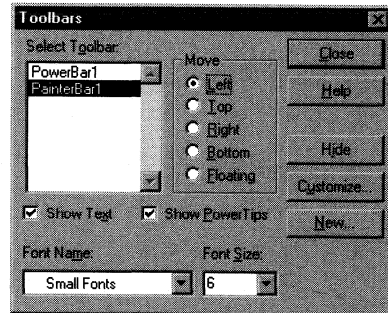 Toolbars
Select Toolbar:
PowerBar1
PainterBar1
Move
Left
Top
Right
Bottom
Floating
Close
Help
Hide
Customize...
New...
Show Text
Show PowerTips
Font Name:
Small Fonts
Font Size:
6